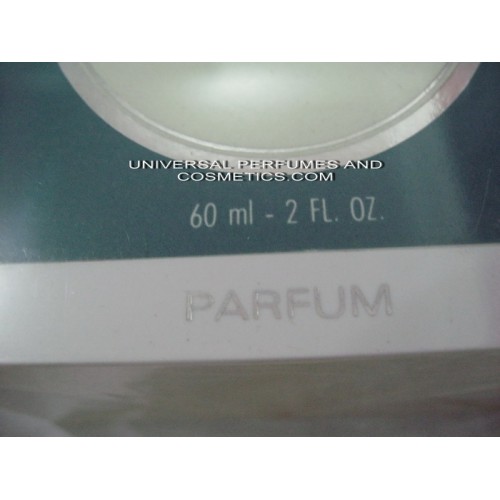 UNIVERSAL PERFUMES AND
COSMETICS.COM
60 ml - 2 FL. OZ.
PARFUM